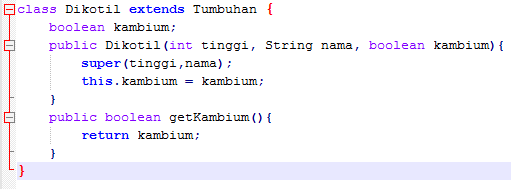 class Dikotil extends Tumbuhan {
    boolean kambium;
    public Dikotil(int tinggi, String nama, boolean kambium){
        super(tinggi,nama);
        this.kambium = kambium;
    }
    public boolean getKambium(){
        return kambium;
    }
}